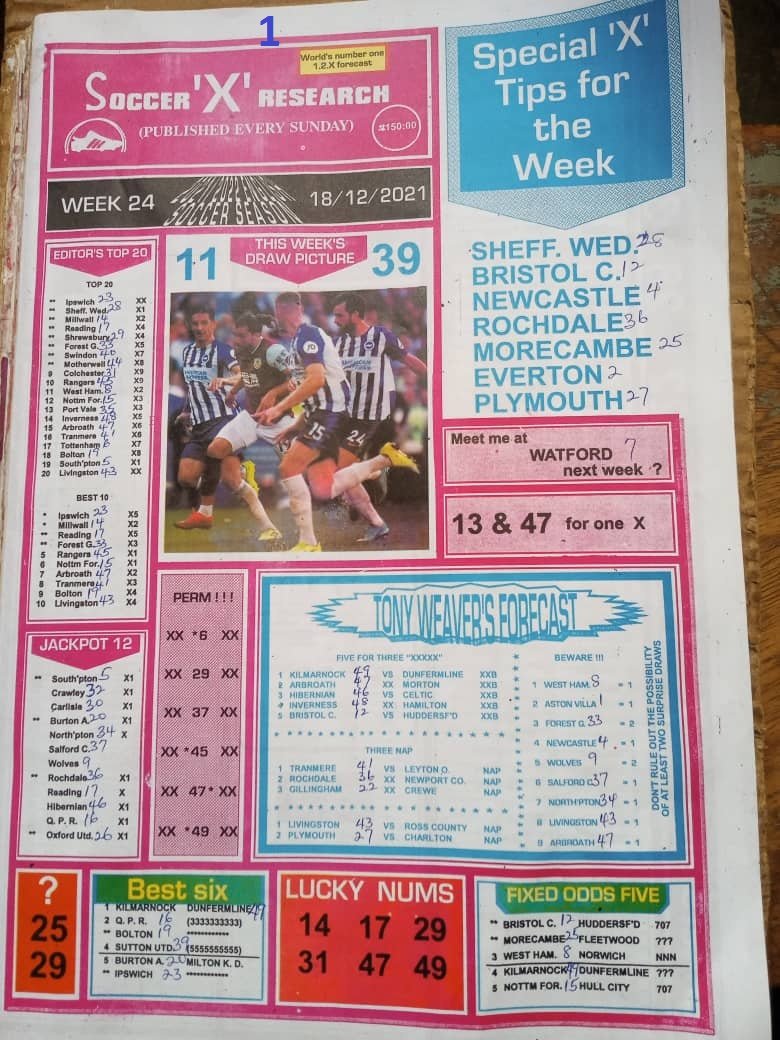 1
World's number one
1.2.X forecast
SOCCER 'X' RESEARCH
(PUBLISHED EVERY SUNDAY)
₦150:00
WEEK 24
SOCCER SEASON
18/12/2021
Special 'X'
Tips for
the
Week
SHEFF. WED. 28
BRISTOL C. 12
NEWCASTLE 4
ROCHDALE 36
MORECAMBE 25
EVERTON 2
PLYMOUTH 27
Meet me at
WATFORD 7
next week ?
13 & 47 for one X
EDITOR'S TOP 20
TOP 20
** Ipswich 23 XX
** Sheff. Wed. 28 X1
** Millwall 14 X2
** Reading 17 X4
** Shrewsbury 29 X4
** Forest G. 33 X5
** Swindon 40 X7
** Motherwell 44 X8
9 Colchester 31 X9
10 Rangers 45 X9
11 West Ham. 8 X2
12 Nottm For. 15 X3
13 Port Vale 35 X3
14 Inverness 48 X5
15 Arbroath 47 X6
16 Tranmere 41 X6
17 Tottenham 6 X7
18 Bolton 19 X8
19 South'pton 5 X1
20 Livingston 43 XX
BEST 10
* Ipswich 23 X5
* Millwall 14 X2
** Reading 17 X5
** Forest G. 33 X3
5 Rangers 45 X1
6 Nottm For. 15 X1
7 Arbroath 47 X2
8 Tranmere 41 X3
9 Bolton 19 X4
10 Livingston 43 X4
11
THIS WEEK'S
DRAW PICTURE
39
15
24
JACKPOT 12
** South'pton 5 X1
Crawley 32 X1
Carlisle 30 X1
** Burton A. 20 X1
North'pton 34 X
Salford C. 37
Wolves 9
** Rochdale 36 X1
Reading 17 X
Hibernian 46 X1
Q. P. R. 16 X1
** Oxford Utd. 26 X1
PERM !!!
XX *6 XX
XX 29 XX
XX 37 XX
XX *45 XX
XX 47* XX
XX *49 XX
TONY WEAVER'S FORECAST
FIVE FOR THREE "XXXXX"
1 KILMARNOCK 49 VS DUNFERMLINE XXB
2 ARBROATH 47 XX MORTON XXB
3 HIBERNIAN 46 VS CELTIC XXB
4 INVERNESS 48 XX HAMILTON XXB
5 BRISTOL C. 12 VS HUDDERSF'D XXB
THREE NAP
1 TRANMERE 41 VS LEYTON O. NAP
2 ROCHDALE 36 XX NEWPORT CO. NAP
3 GILLINGHAM 22 XX CREWE NAP
1 LIVINGSTON 43 VS ROSS COUNTY NAP
2 PLYMOUTH 27 VS CHARLTON NAP
BEWARE !!!
1 WEST HAM. 8 = 1
2 ASTON VILLA 1 = 1
3 FOREST G. 33 = 2
4 NEWCASTLE 4 = 1
5 WOLVES 9 = 2
6 SALFORD C 37 = 1
7 NORTH'PTON 34 = 1
8 LIVINGSTON 43 = 1
9 ARBROATH 47 = 1
DON'T RULE OUT THE POSSIBILITY
OF AT LEAST TWO SURPRISE DRAWS
?
25
29
Best six
1 KILMARNOCK DUNFERMLINE 49
2 Q. P. R. 16 (3333333333)
** BOLTON 19 ************
4 SUTTON UTD. 39 (5555555555)
5 BURTON A. 20 MILTON K. D.
** IPSWICH 23 ************
LUCKY NUMS
14 17 29
31 47 49
FIXED ODDS FIVE
** BRISTOL C. 12 HUDDERSF'D 707
** MORECAMBE 25 FLEETWOOD ???
3 WEST HAM. 8 NORWICH NNN
4 KILMARNOCK 49 DUNFERMLINE ???
5 NOTTM FOR. 15 HULL CITY 707